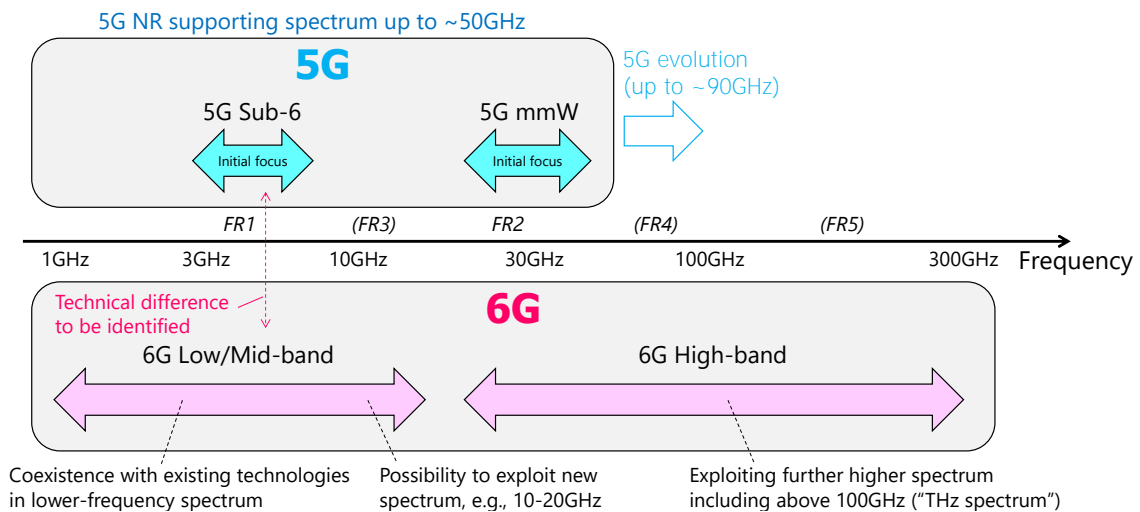 5G NR supporting spectrum up to ~50GHz
5G
5G evolution
(up to ~90GHz)
5G Sub-6
5G mmW
Initial focus
Initial focus
FR1
(FR3)
FR2
(FR4)
(FR5)
1GHz
3GHz
10GHz
30GHz
100GHz
300GHz
Frequency
Technical difference
to be identified
6G
6G Low/Mid-band
6G High-band
Coexistence with existing technologies
in lower-frequency spectrum
Possibility to exploit new
spectrum, e.g., 10-20GHz
Exploiting further higher spectrum
including above 100GHz (“THz spectrum”)